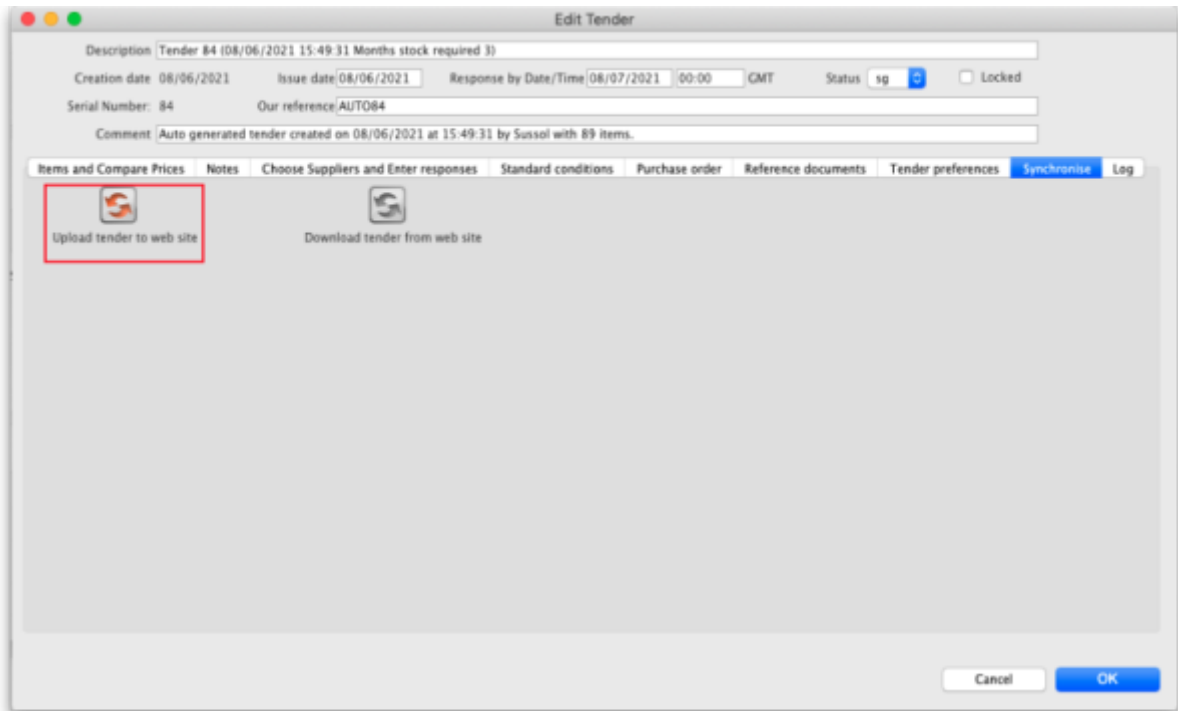 Edit Tender
Description Tender 84 (08/06/2021 15:49:31 Months stock required 3)
Creation date 08/06/2021 Issue date 08/06/2021 Response by Date/Time 08/07/2021 00:00 GMT Status sg Locked
Serial Number: 84 Our reference AUTO84
Comment Auto generated tender created on 08/06/2021 at 15:49:31 by Sussol with 89 items.
Items and Compare Prices Notes Choose Suppliers and Enter responses Standard conditions Purchase order Reference documents Tender preferences Synchronise Log
Upload tender to web site Download tender from web site
Cancel OK